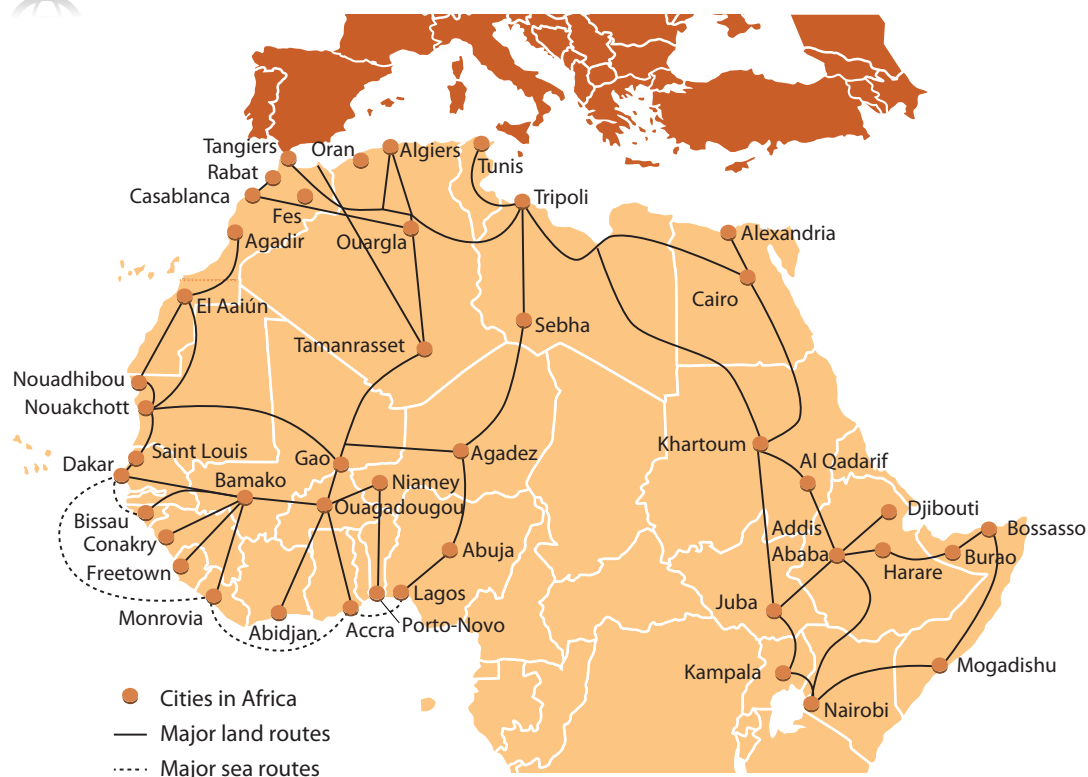 Tangiers
Oran
Algiers
Tunis
Rabat
Casablanca
Fes
Tripoli
Agadir
Ouargla
Alexandria
Cairo
El Aaiún
Sebha
Tamanrasset
Nouadhibou
Nouakchott
Khartoum
Saint Louis
Dakar
Gao
Agadez
Al Qadarif
Bamako
Niamey
Ouagadougou
Djibouti
Bissau
Conakry
Addis
Ababa
Bossasso
Abuja
Burao
Harare
Freetown
Lagos
Juba
Monrovia
Abidjan
Accra
Porto-Novo
Kampala
Mogadishu
Nairobi
Cities in Africa
Major land routes
Major sea routes